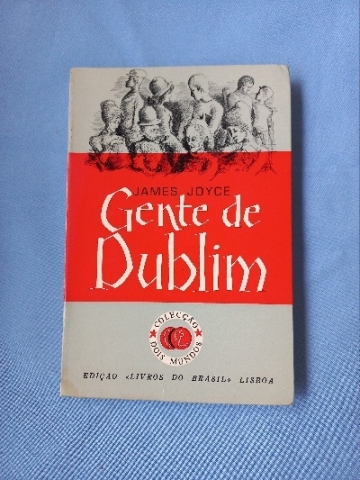 JAMES JOYCE
Gente de
Dublim
COLECÇÃO
DOIS MUNDOS
EDIÇÃO «LIVROS DO BRASIL» LISBOA